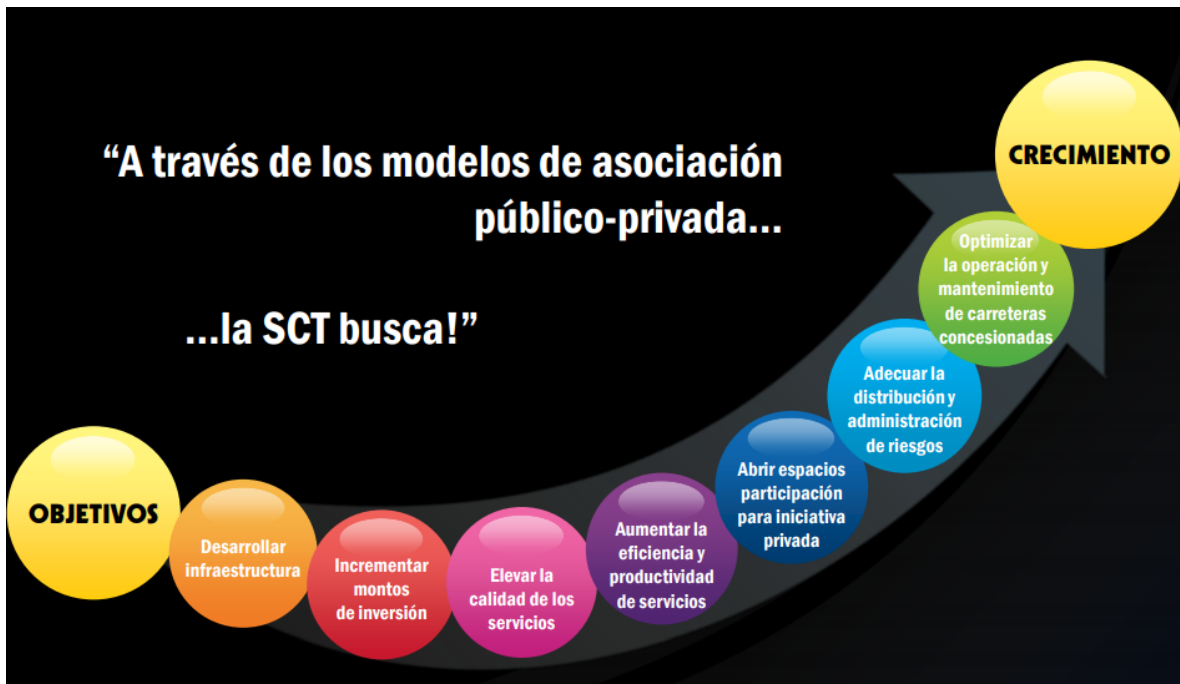 “A través de los modelos de asociación
público-privada...
...la SCT busca!”
OBJETIVOS
Desarrollar
infraestructura
Incrementar
montos
de inversión
Elevar la
calidad de los
servicios
Aumentar la
eficiencia y
productividad
de servicios
Abrir espacios
participación
para iniciativa
privada
Adecuar la
distribución y
administración
de riesgos
Optimizar
la operación y
mantenimiento
de carreteras
concesionadas
CRECIMIENTO